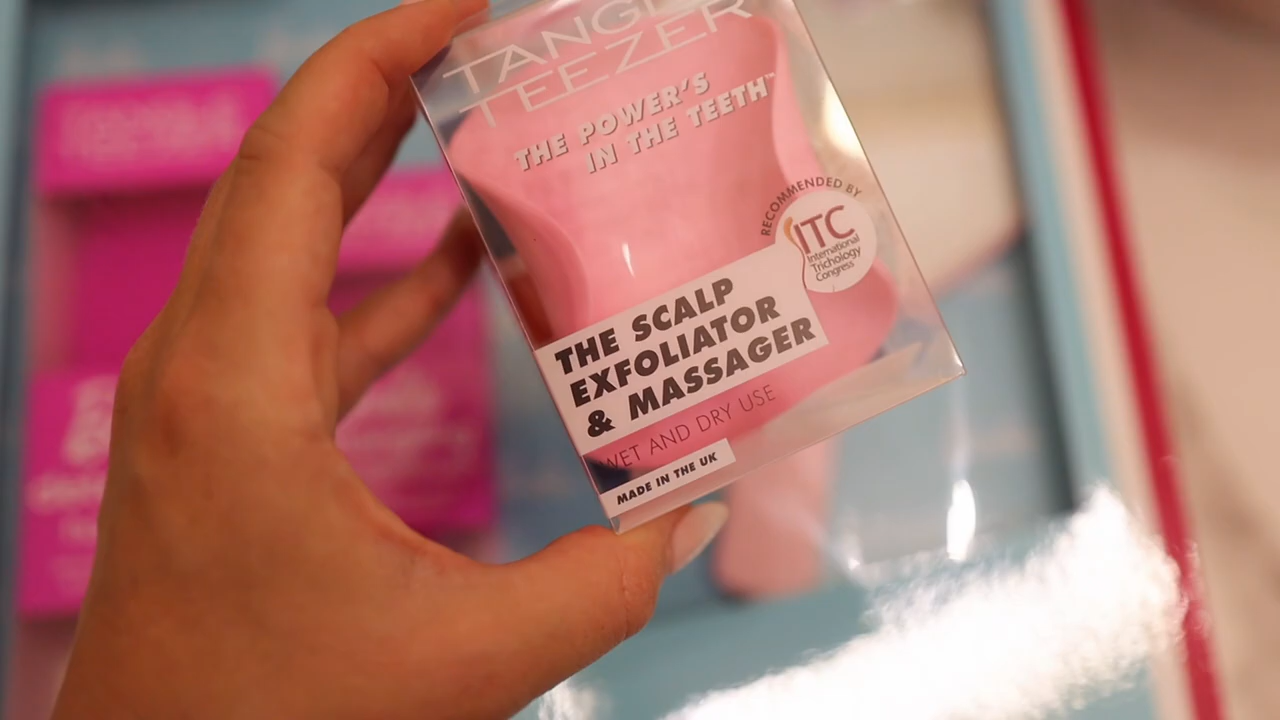 TANGLE
TEEZER
THE POWER'S
IN THE TEETH™
RECOMMENDED BY
ITC
International
Trichology
Congress
THE SCALP
EXFOLIATOR
& MASSAGER
WET AND DRY USE
MADE IN THE UK